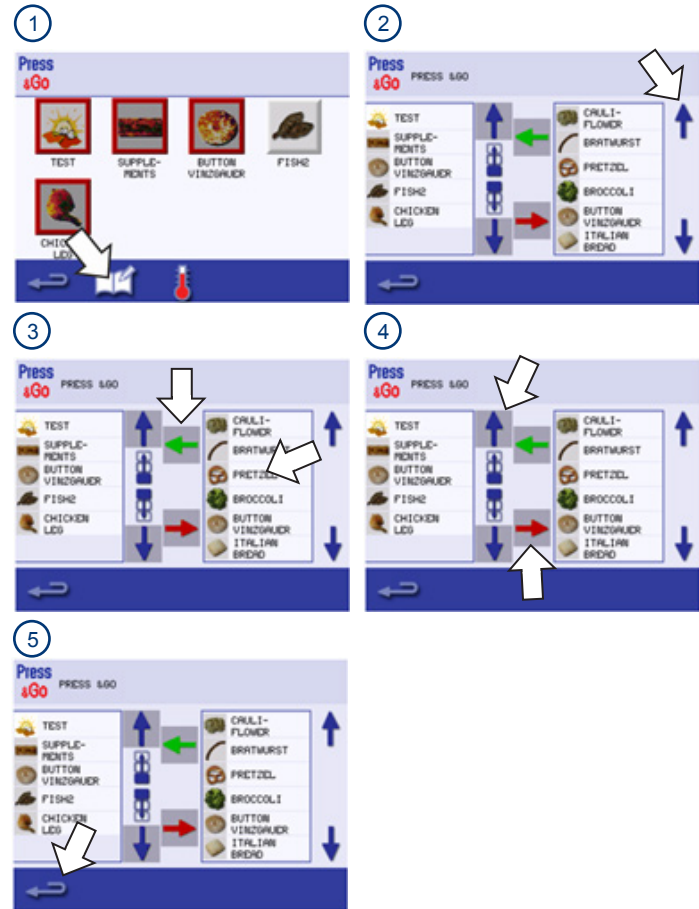 1
Press
&Go
TEST
SUPPLE-
MENTS
BUTTON
VINZGAUER
FISH2
CHICKEN
LEG
2
Press
&Go
PRESS &GO
TEST
SUPPLE-
MENTS
BUTTON
VINZGAUER
FISH2
CHICKEN
LEG
CAULI-
FLOWER
BRATWURST
PRETZEL
BROCCOLI
BUTTON
VINZGAUER
ITALIAN
BREAD
3
Press
&Go
PRESS &GO
TEST
SUPPLE-
MENTS
BUTTON
VINZGAUER
FISH2
CHICKEN
LEG
CAULI-
FLOWER
BRATWURST
PRETZEL
BROCCOLI
BUTTON
VINZGAUER
ITALIAN
BREAD
4
Press
&Go
PRESS &GO
TEST
SUPPLE-
MENTS
BUTTON
VINZGAUER
FISH2
CHICKEN
LEG
CAULI-
FLOWER
BRATWURST
PRETZEL
BROCCOLI
BUTTON
VINZGAUER
ITALIAN
BREAD
5
Press
&Go
PRESS &GO
TEST
SUPPLE-
MENTS
BUTTON
VINZGAUER
FISH2
CHICKEN
LEG
CAULI-
FLOWER
BRATWURST
PRETZEL
BROCCOLI
BUTTON
VINZGAUER
ITALIAN
BREAD